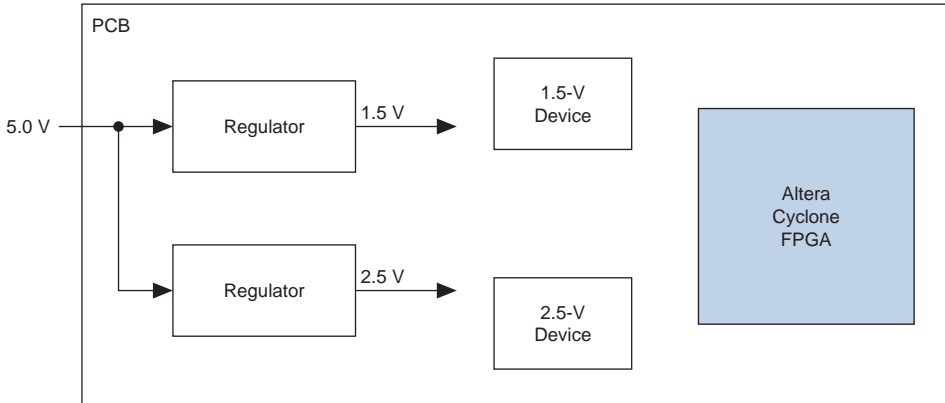 PCB
5.0 V
Regulator
1.5 V
1.5-V
Device
Altera
Cyclone
FPGA
Regulator
2.5 V
2.5-V
Device